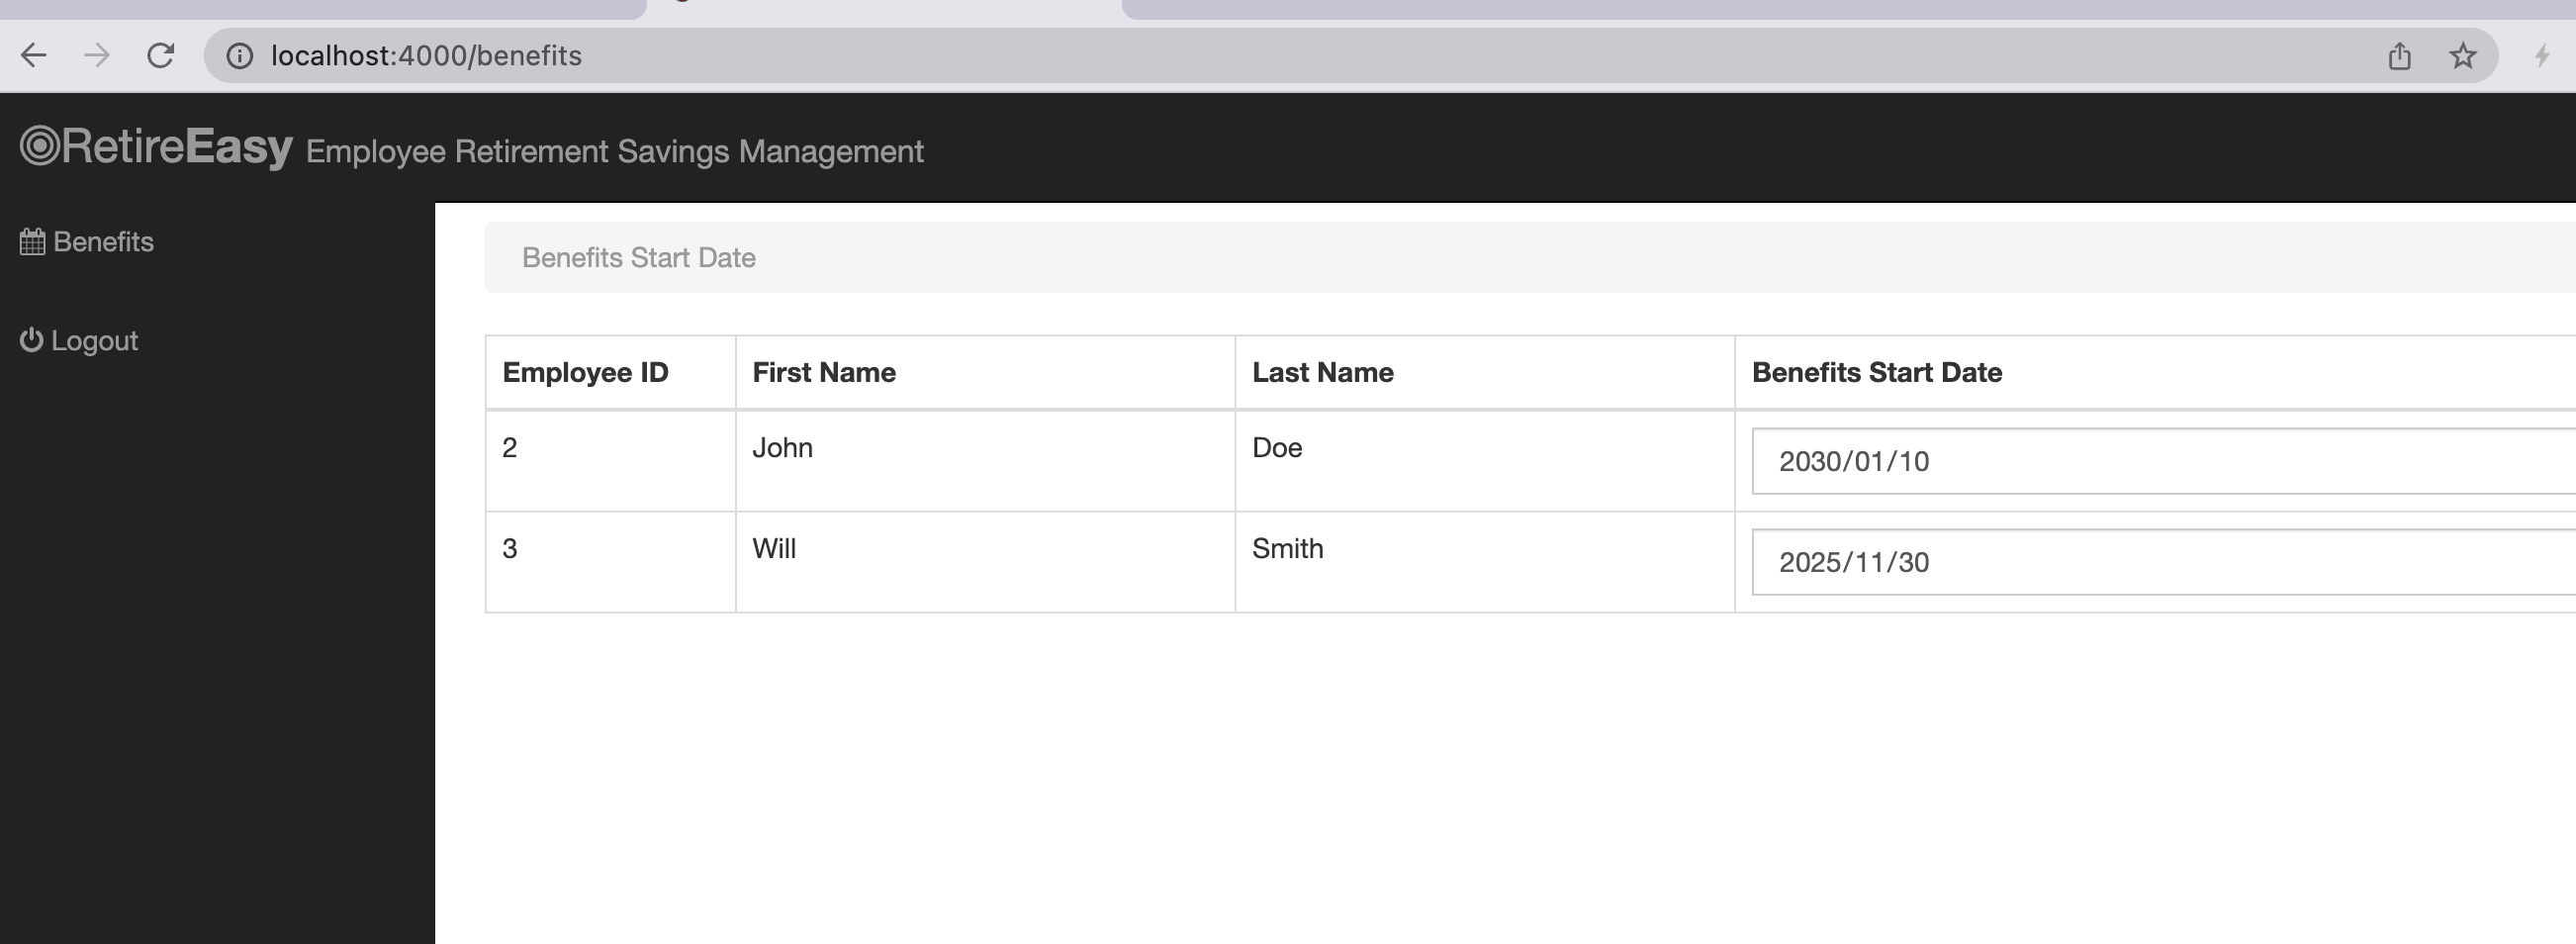 localhost:4000/benefits
RetireEasy Employee Retirement Savings Management
Benefits
Logout
Benefits Start Date
Employee ID First Name Last Name Benefits Start Date
2 John Doe 2030/01/10
3 Will Smith 2025/11/30